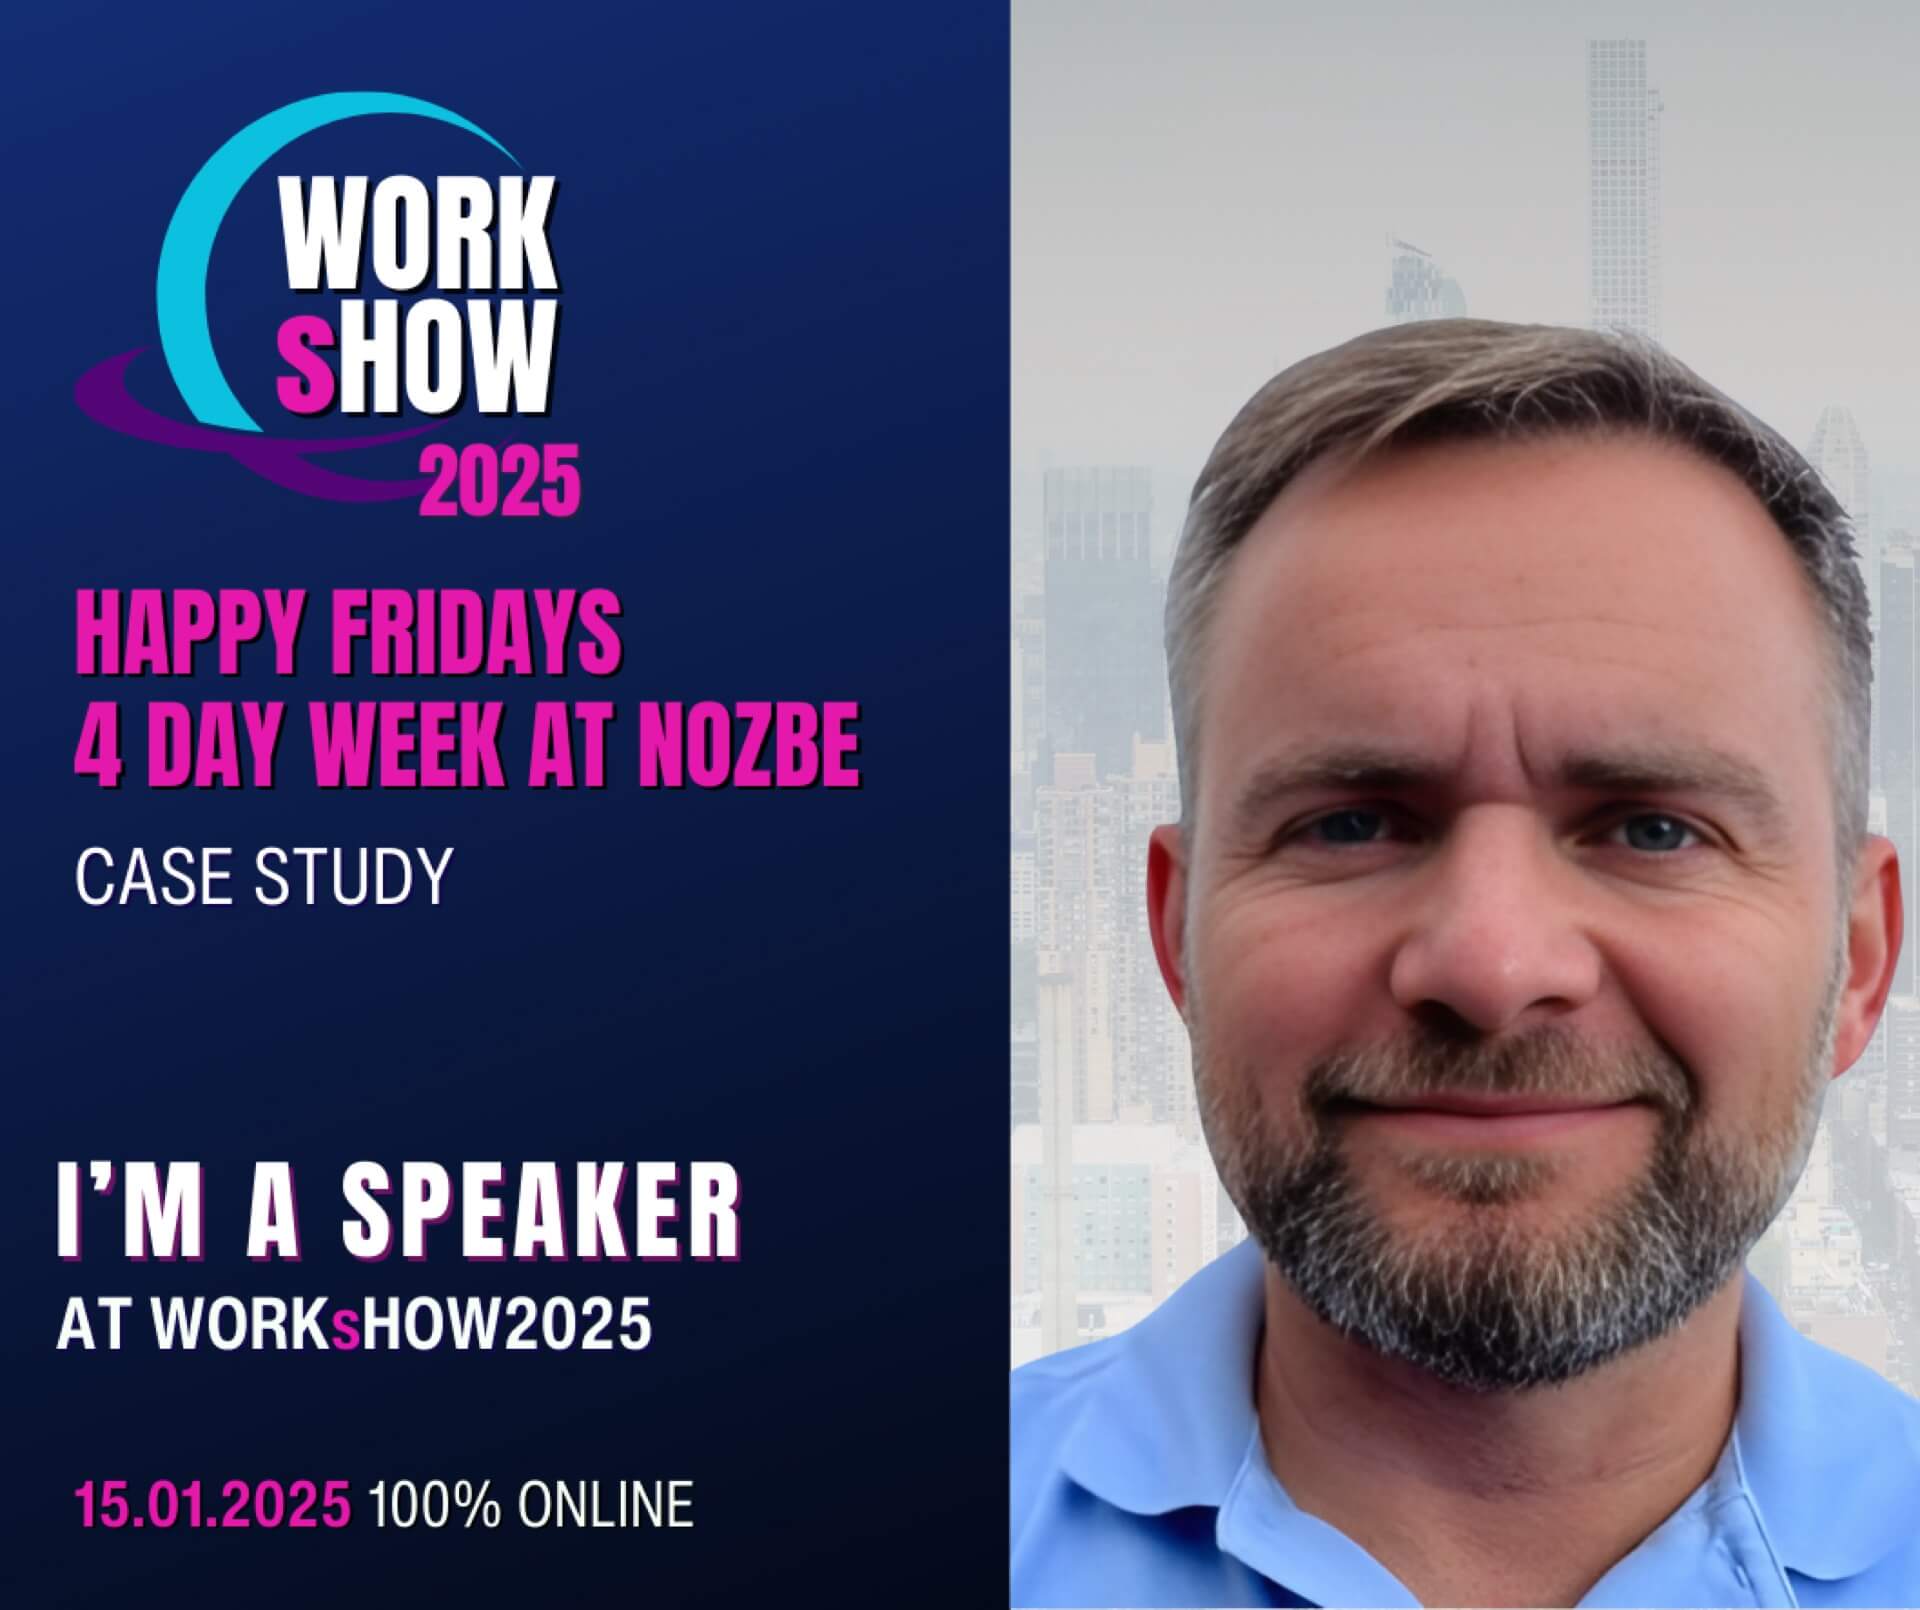 WORK
sHOW
2025
HAPPY FRIDAYS
4 DAY WEEK AT NOZBE
CASE STUDY
I’M A SPEAKER
AT WORKsHOW2025
15.01.2025 100% ONLINE